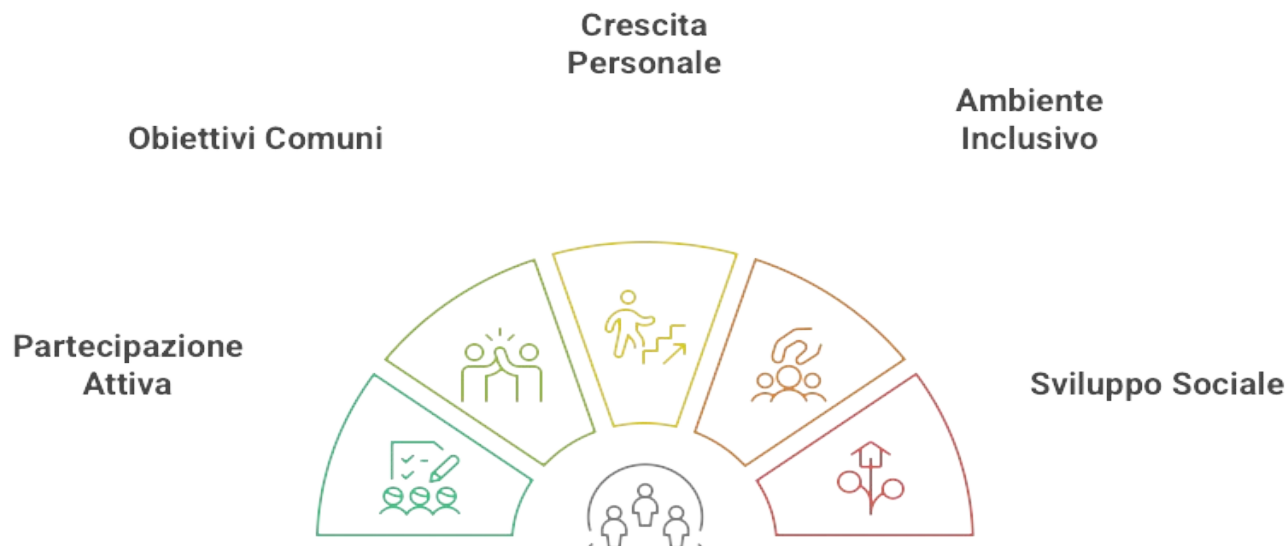 Crescita
Personale
Ambiente
Inclusivo
Obiettivi Comuni
Partecipazione
Attiva
Sviluppo Sociale